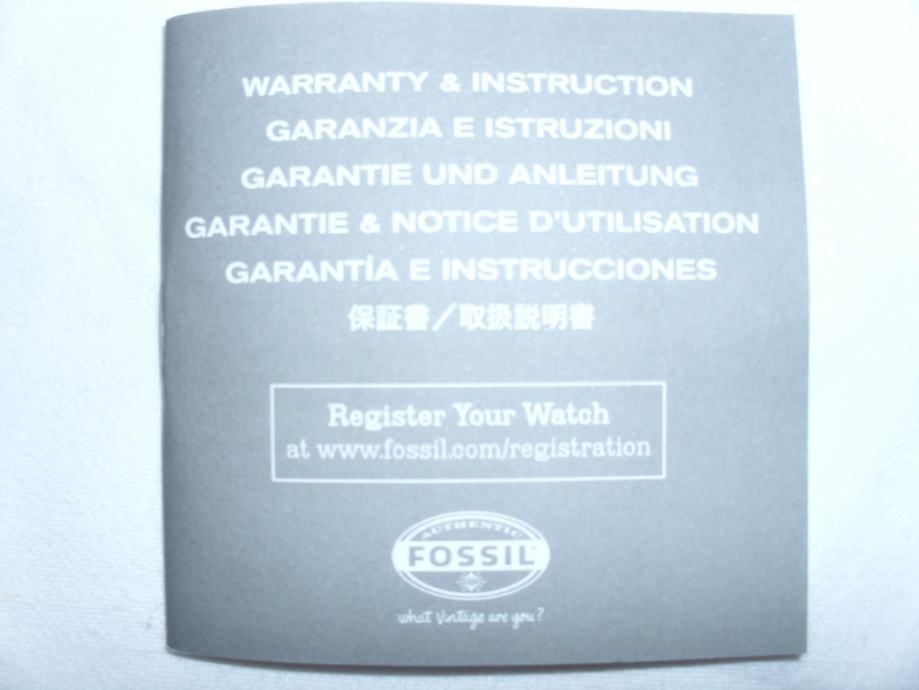 WARRANTY & INSTRUCTION
GARANZIA E ISTRUZIONI
GARANTIE UND ANLEITUNG
GARANTIE & NOTICE D'UTILISATION
GARANTÍA E INSTRUCCIONES
保証書／取扱説明書
Register Your Watch
at www.fossil.com/registration
AUTHENTIC
FOSSIL
what Vintage are you?